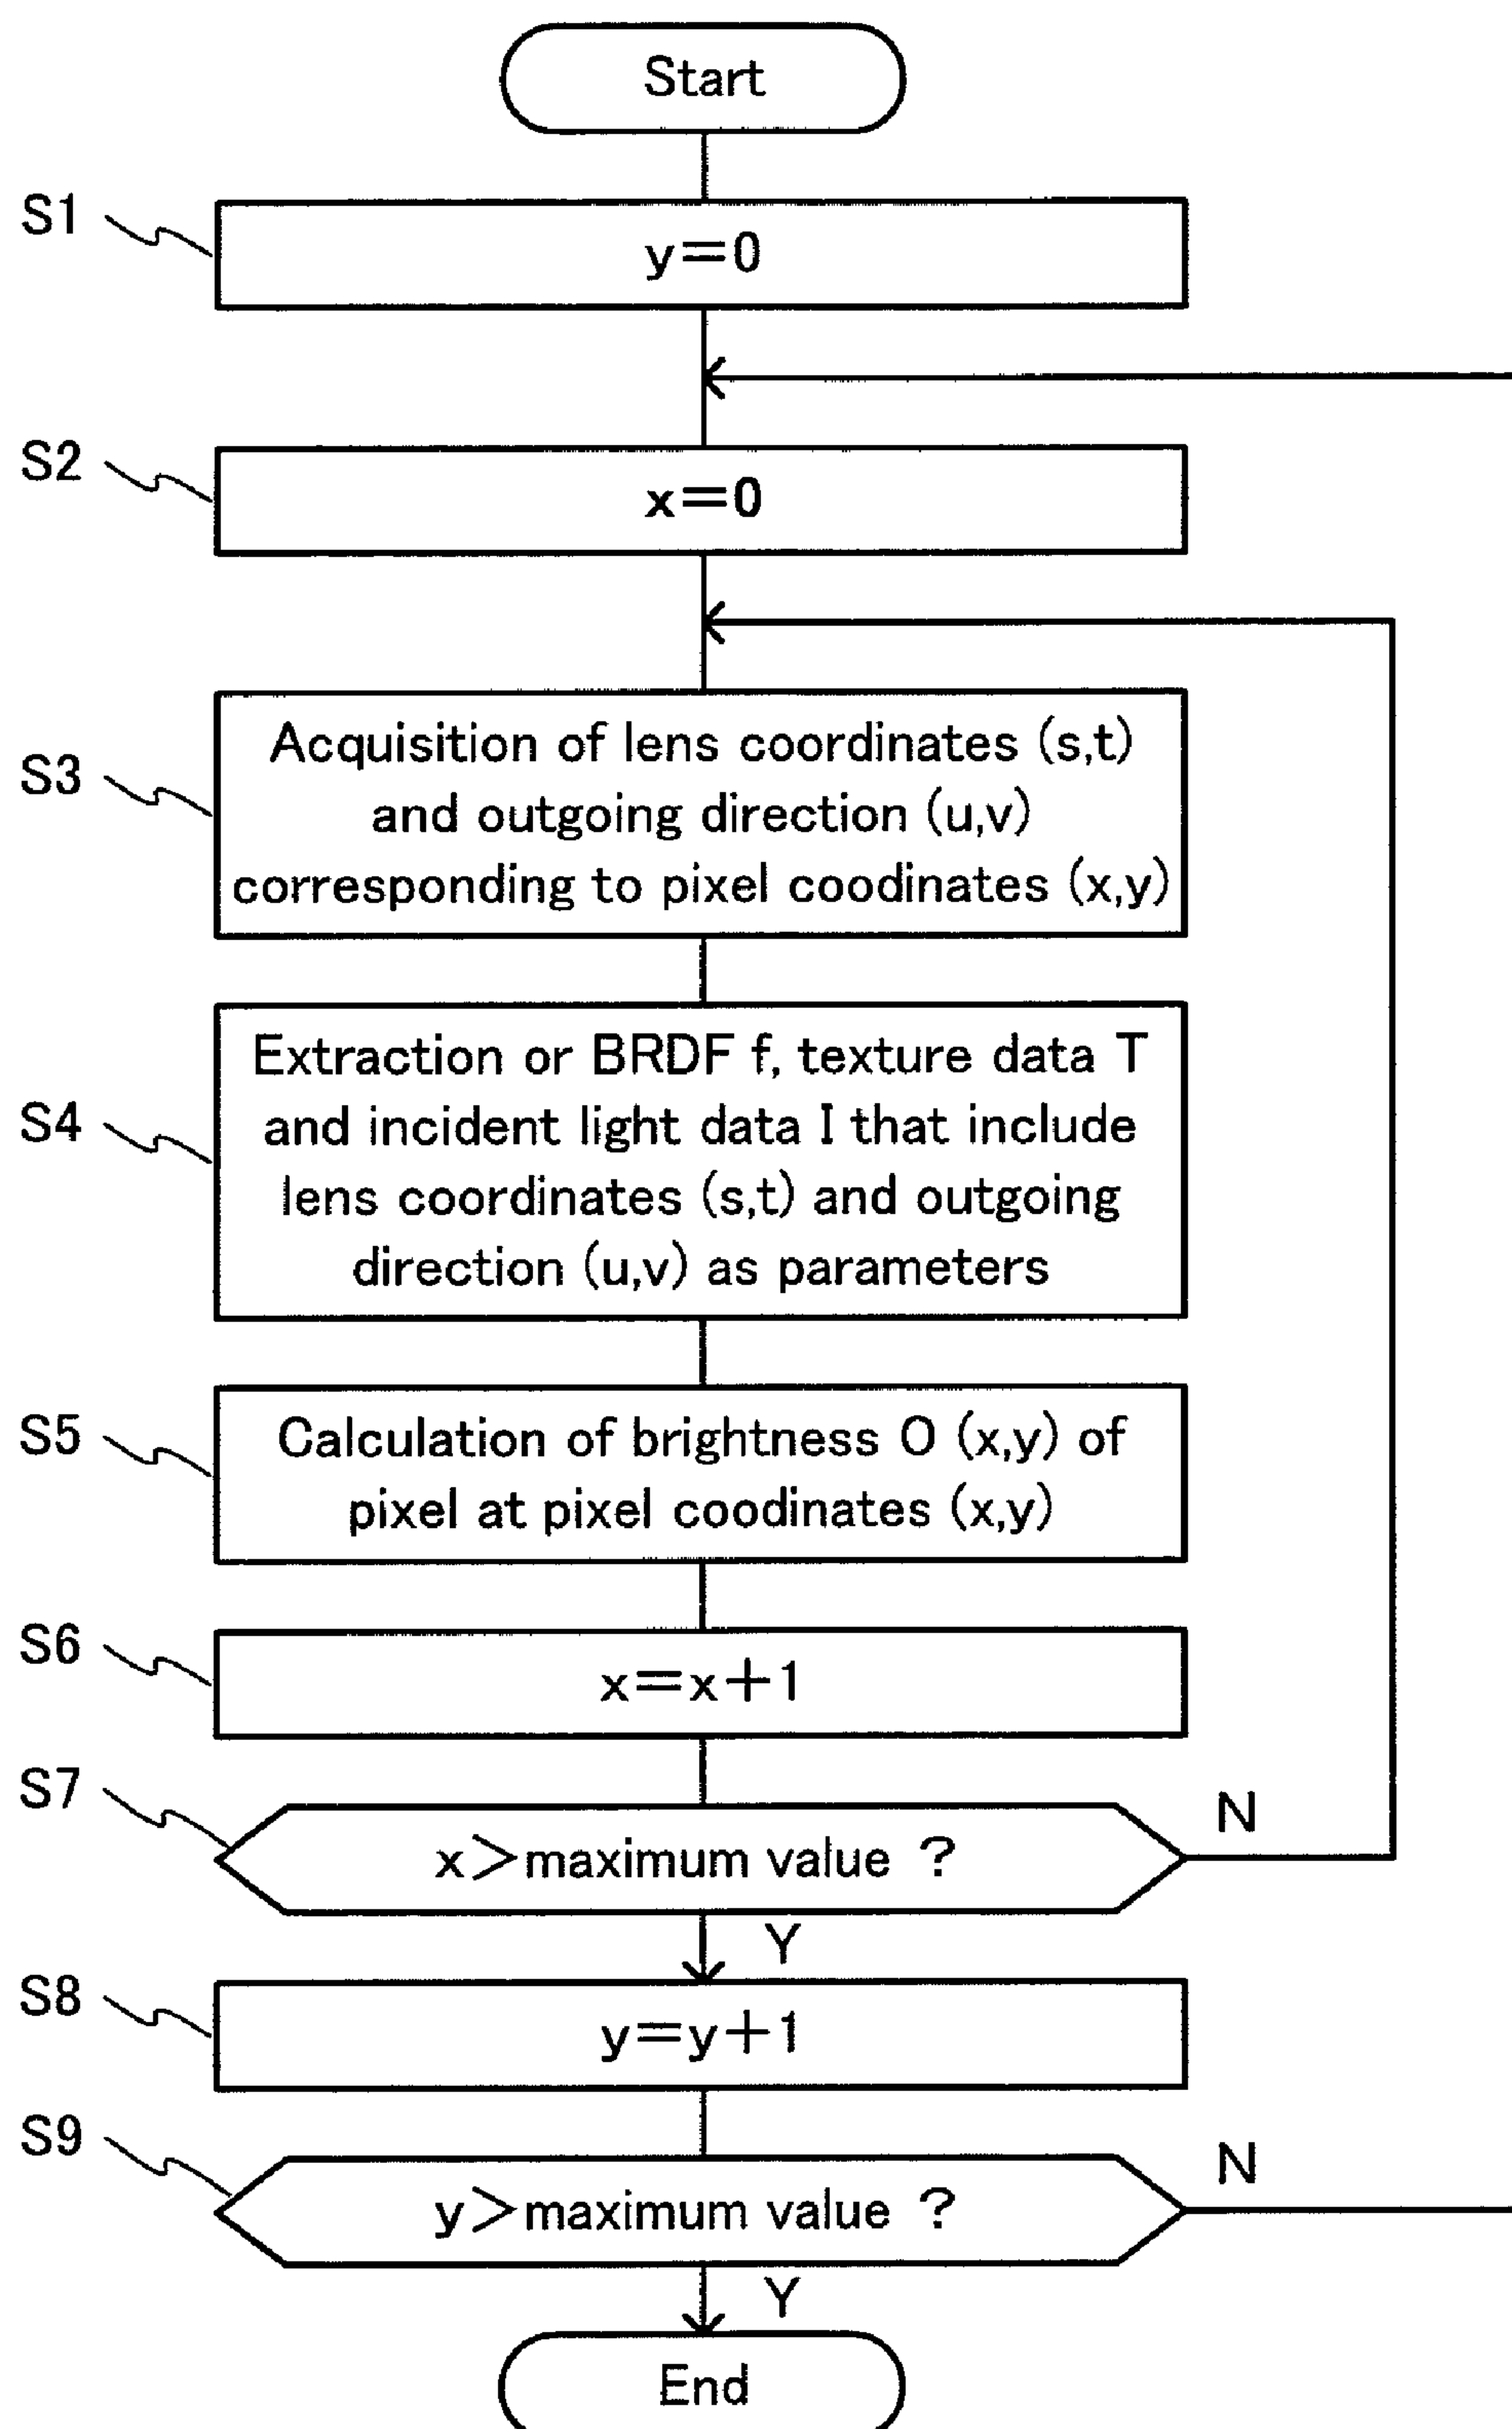 Start
S1
y=0
S2
x=0
S3
Acquisition of lens coordinates (s,t)
and outgoing direction (u,v)
corresponding to pixel coodinates (x,y)
S4
Extraction or BRDF f, texture data T
and incident light data I that include
lens coordinates (s,t) and outgoing
direction (u,v) as parameters
S5
Calculation of brightness O (x,y) of
pixel at pixel coodinates (x,y)
S6
x=x+1
S7
x>maximum value ?
N
Y
S8
y=y+1
S9
y>maximum value ?
N
Y
End